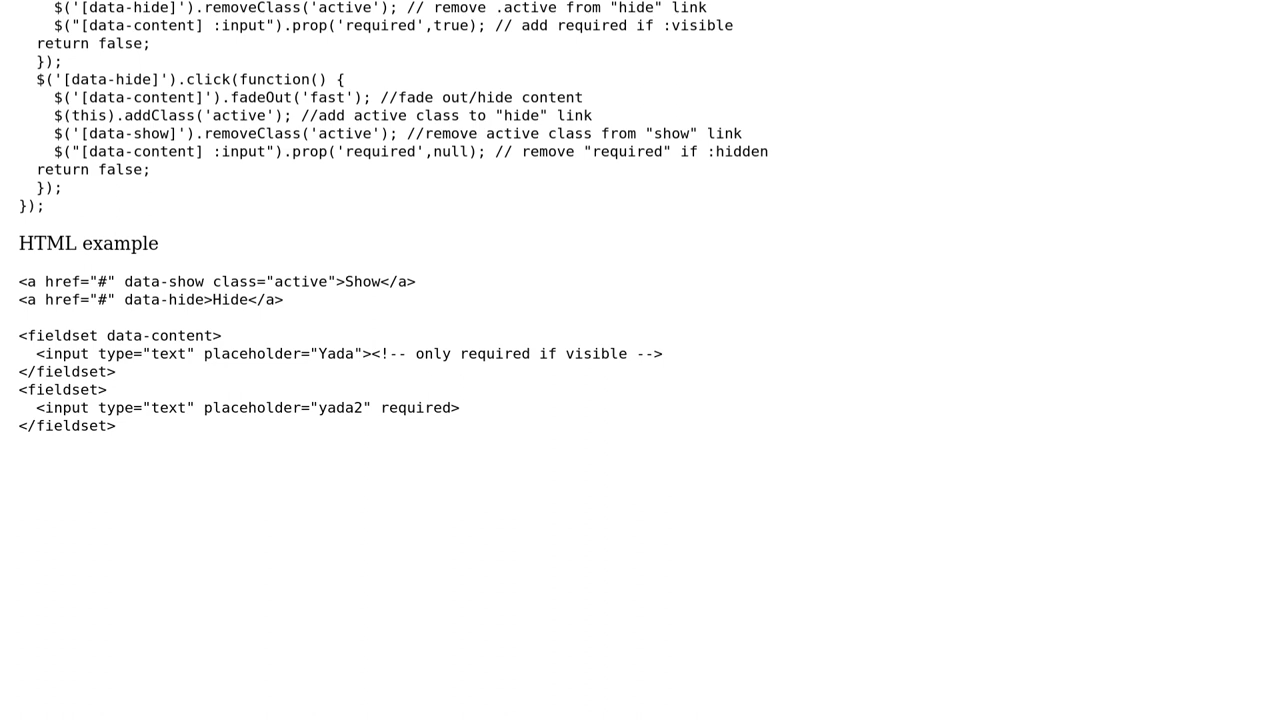 $('[data-hide]').removeClass('active'); // remove .active from "hide" link
$("[data-content] :input").prop('required',true); // add required if :visible
return false;
});
$('[data-hide]').click(function() {
$('[data-content]').fadeOut('fast'); //fade out/hide content
$(this).addClass('active'); //add active class to "hide" link
$('[data-show]').removeClass('active'); //remove active class from "show" link
$("[data-content] :input").prop('required',null); // remove "required" if :hidden
return false;
});
});
HTML example
<a href="#" data-show class="active">Show</a>
<a href="#" data-hide>Hide</a>
<fieldset data-content>
<input type="text" placeholder="Yada"><!-- only required if visible -->
</fieldset>
<fieldset>
<input type="text" placeholder="yada2" required>
</fieldset>